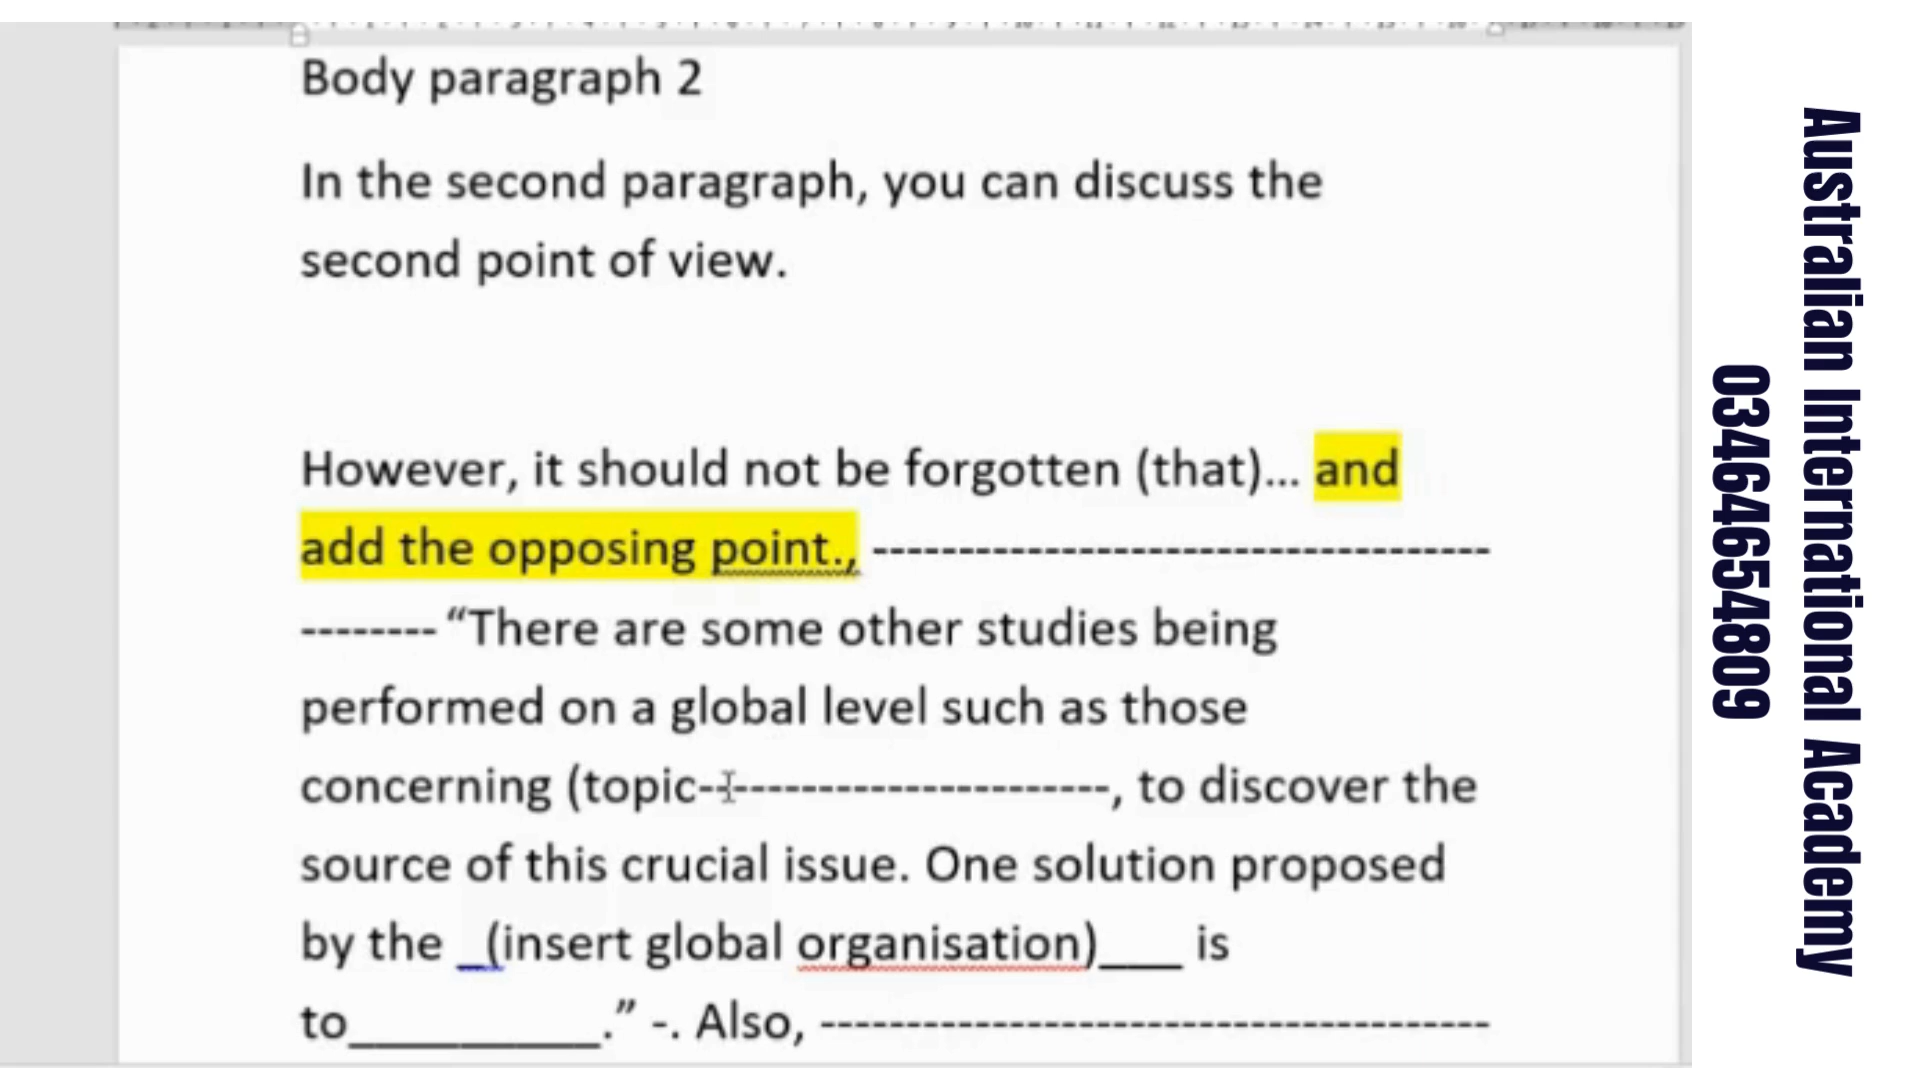 Body paragraph 2
In the second paragraph, you can discuss the
second point of view.
However, it should not be forgotten (that)... and
add the opposing point., ------------------------------------
-------- “There are some other studies being
performed on a global level such as those
concerning (topic------------------------, to discover the
source of this crucial issue. One solution proposed
by the _(insert global organisation)___ is
to_________.” -. Also, ---------------------------------------
Australian International Academy
03464654809